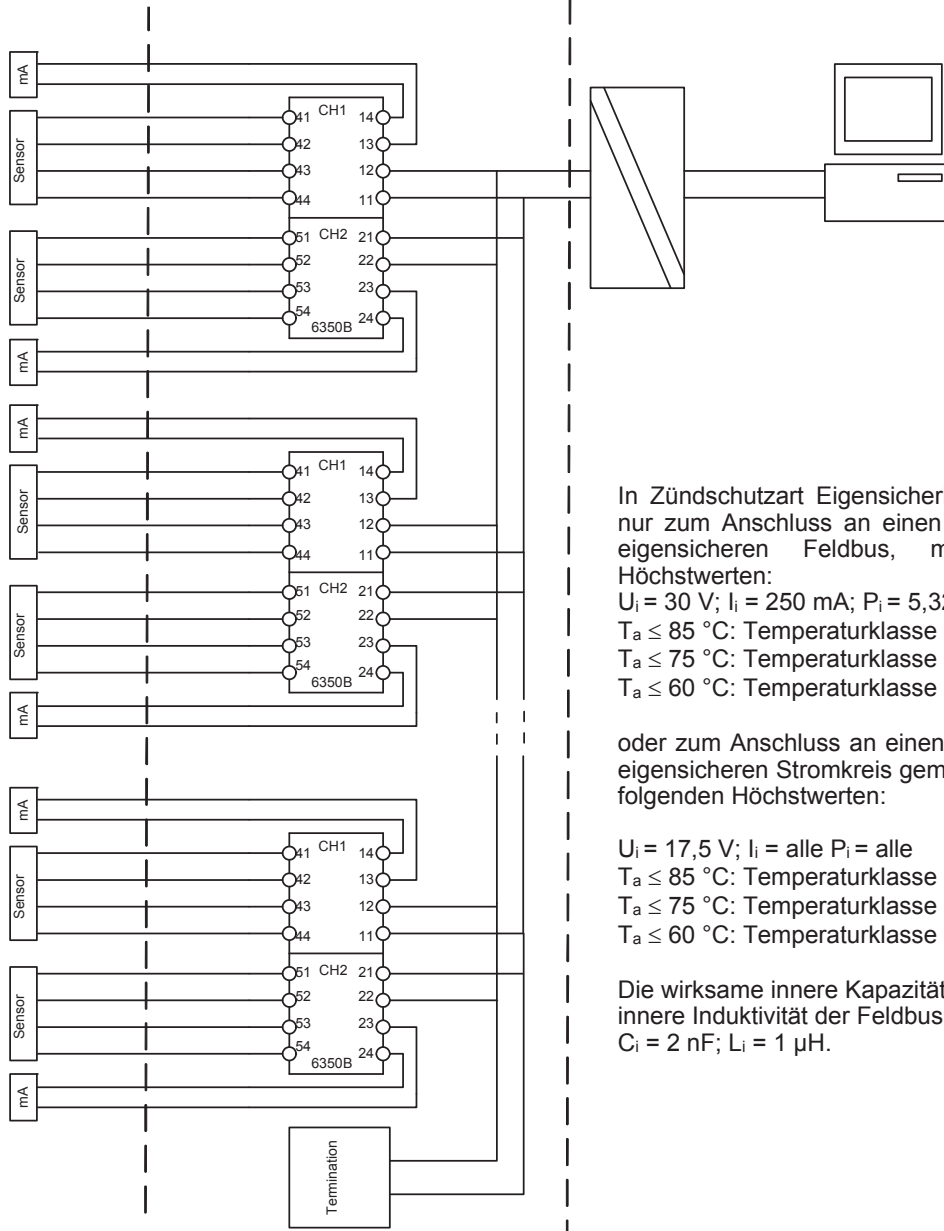 mA
CH1
41 14
42 13
43 12
44 11
Sensor
CH2
51 21
52 22
53 23
54 24
6350B
Sensor
mA
mA
CH1
41 14
42 13
43 12
44 11
Sensor
CH2
51 21
52 22
53 23
54 24
6350B
Sensor
mA
mA
CH1
41 14
42 13
43 12
44 11
Sensor
CH2
51 21
52 22
53 23
54 24
6350B
Sensor
mA
Termination
In Zündschutzart Eigensicher
nur zum Anschluss an einen
eigensicheren Feldbus, m
Höchstwerten:
Ui = 30 V; Ii = 250 mA; Pi = 5,32
Ta ≤ 85 °C: Temperaturklasse
Ta ≤ 75 °C: Temperaturklasse
Ta ≤ 60 °C: Temperaturklasse
oder zum Anschluss an einen
eigensicheren Stromkreis gem
folgenden Höchstwerten:
Ui = 17,5 V; Ii = alle Pi = alle
Ta ≤ 85 °C: Temperaturklasse
Ta ≤ 75 °C: Temperaturklasse
Ta ≤ 60 °C: Temperaturklasse
Die wirksame innere Kapazität
innere Induktivität der Feldbus
Ci = 2 nF; Li = 1 µH.